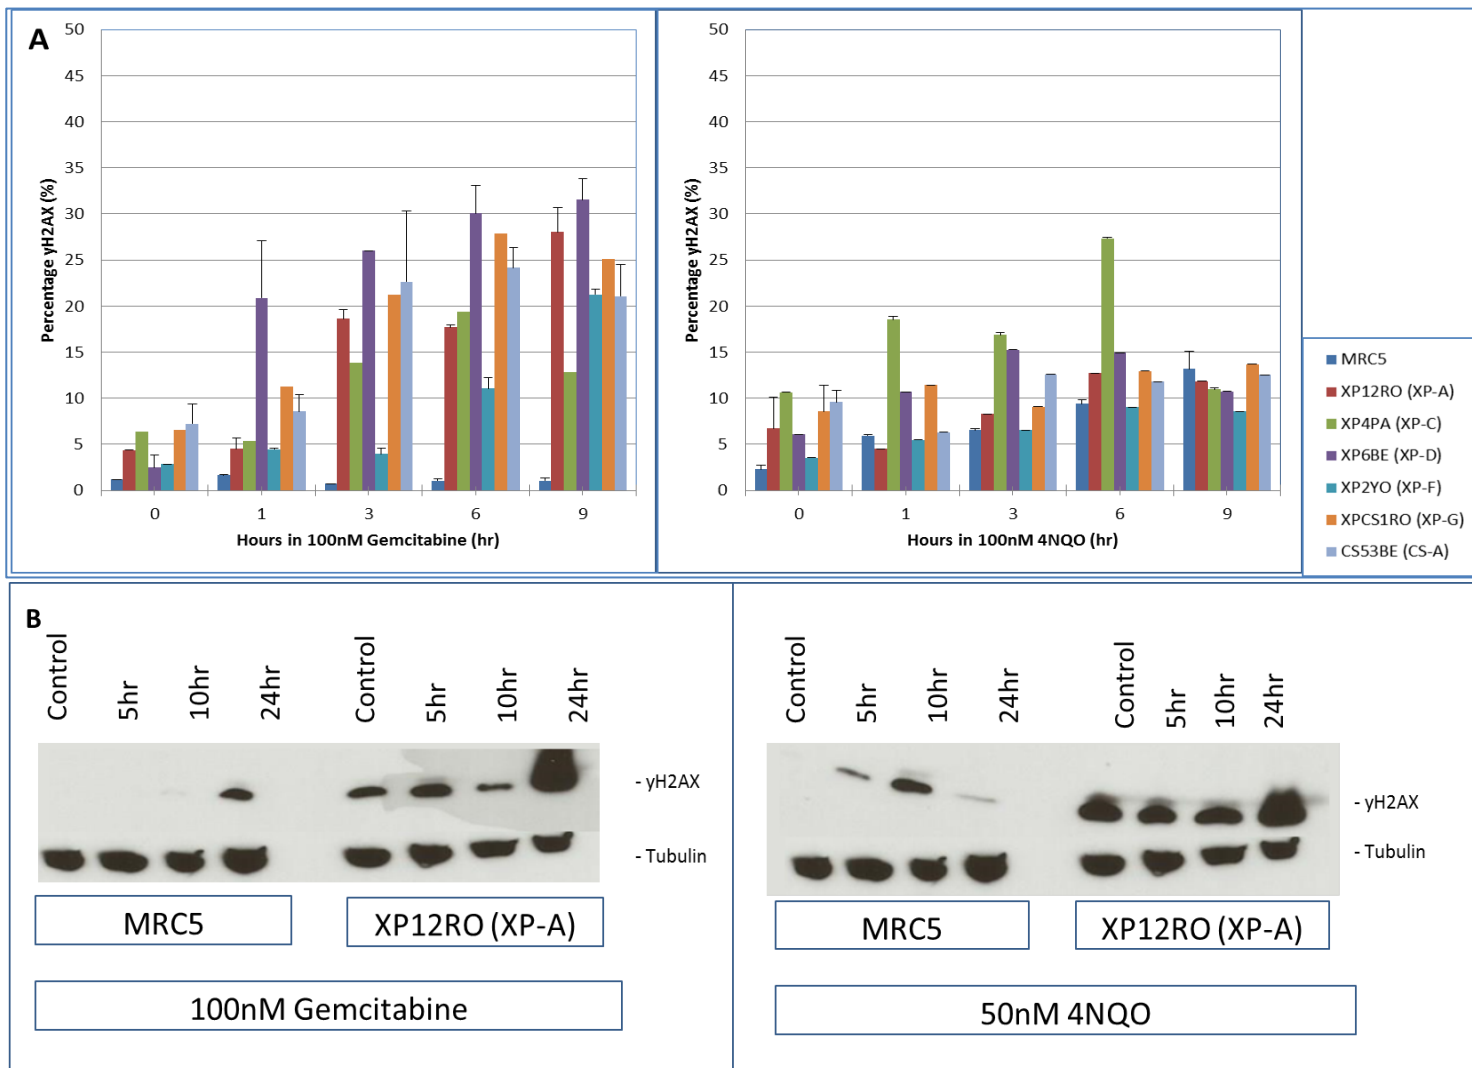 A
Percentage yH2AX (%)
50
45
40
35
30
25
20
15
10
5
0
0 1 3 6 9
Hours in 100nM Gemcitabine (hr)
Percentage yH2AX (%)
50
45
40
35
30
25
20
15
10
5
0
0 1 3 6 9
Hours in 100nM 4NQO (hr)
MRC5
XP12RO (XP-A)
XP4PA (XP-C)
XP6BE (XP-D)
XP2YO (XP-F)
XPCS1RO (XP-G)
CS53BE (CS-A)
B
Control 5hr 10hr 24hr Control 5hr 10hr 24hr
- yH2AX
- Tubulin
MRC5 XP12RO (XP-A)
100nM Gemcitabine
Control 5hr 10hr 24hr Control 5hr 10hr 24hr
- yH2AX
- Tubulin
MRC5 XP12RO (XP-A)
50nM 4NQO